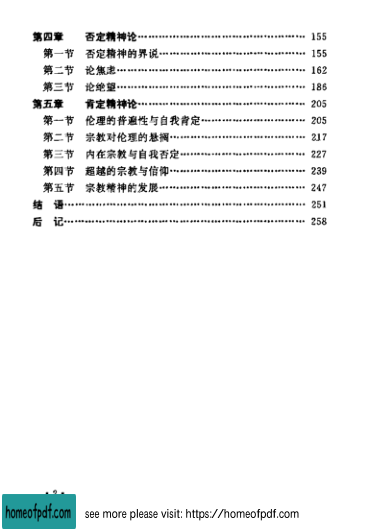 第四章 否定精神论……………………………………… 155
第一节 否定精神的界说……………………………… 155
第二节 论焦虑………………………………………… 162
第三节 论绝望………………………………………… 186
第五章 肯定精神论……………………………………… 205
第一节 伦理的普遍性与自我肯定…………………… 205
第二节 宗教对伦理的悬搁…………………………… 217
第三节 内在宗教与自我否定………………………… 227
第四节 超越的宗教与信仰…………………………… 239
第五节 宗教精神的发展……………………………… 247
结 语……………………………………………………… 251
后 记……………………………………………………… 258
• 2 •
homeofpdf.com see more please visit: https://homeofpdf.com